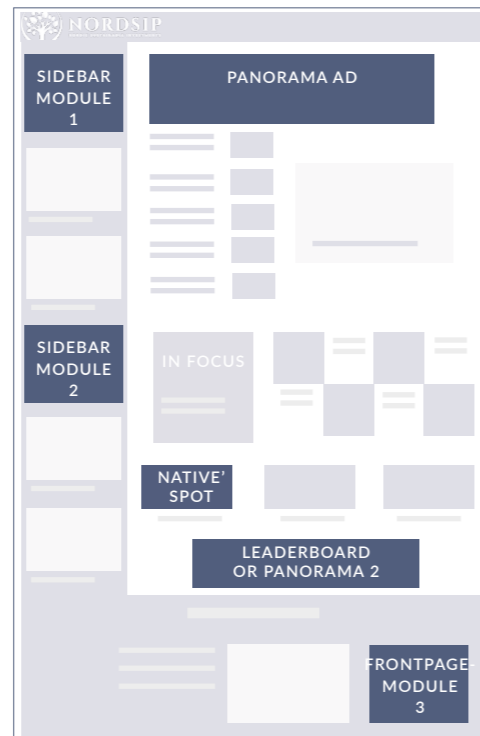 NORDSIP
SIDEBAR
MODULE
1
PANORAMA AD
SIDEBAR
MODULE
2
IN FOCUS
NATIVE’
SPOT
LEADERBOARD
OR PANORAMA 2
FRONTPAGE-
MODULE
3